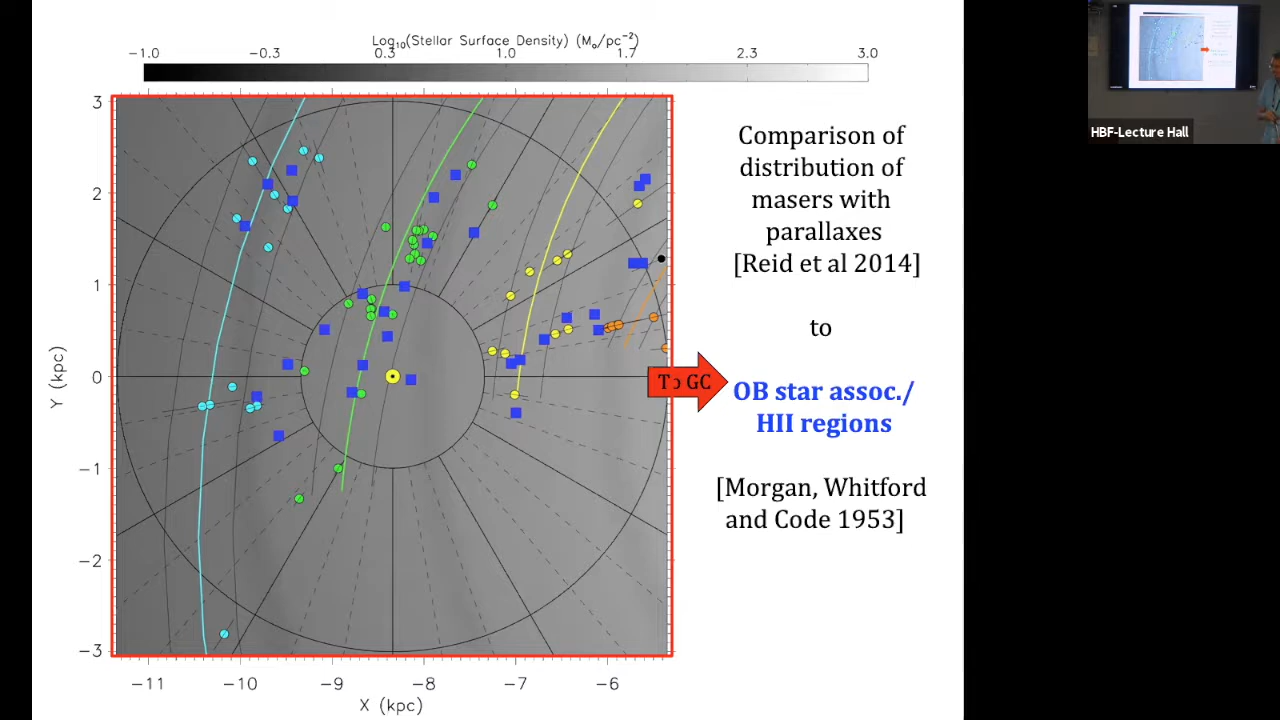 Log₁₀(Stellar Surface Density) (M₀/pc⁻²)
−1.0 −0.3 0.3 1.0 1.7 2.3 3.0
3
2
1
0
−1
−2
−3
Y (kpc)
−11 −10 −9 −8 −7 −6
X (kpc)
Comparison of
distribution of
masers with
parallaxes
[Reid et al 2014]
to
To GC
OB star assoc./
HII regions
[Morgan, Whitford
and Code 1953]
HBF-Lecture Hall